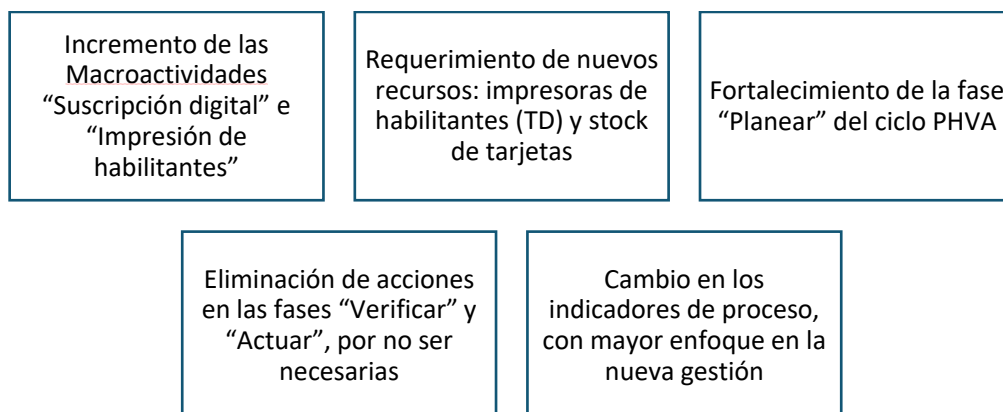 Incremento de las
Macroactividades
“Suscripción digital” e
“Impresión de
habilitantes”
Requerimiento de nuevos
recursos: impresoras de
habilitantes (TD) y stock
de tarjetas
Fortalecimiento de la fase
“Planear” del ciclo PHVA
Eliminación de acciones
en las fases “Verificar” y
“Actuar”, por no ser
necesarias
Cambio en los
indicadores de proceso,
con mayor enfoque en la
nueva gestión